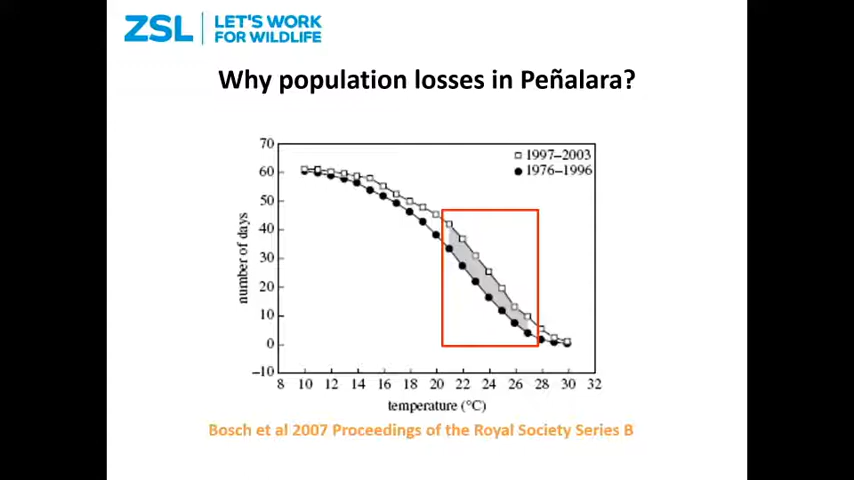 ZSL
LET'S WORK
FOR WILDLIFE
Why population losses in Peñalara?
70
60
50
40
30
20
10
0
−10
number of days
1997–2003
1976–1996
8 10 12 14 16 18 20 22 24 26 28 30 32
temperature (°C)
Bosch et al 2007 Proceedings of the Royal Society Series B